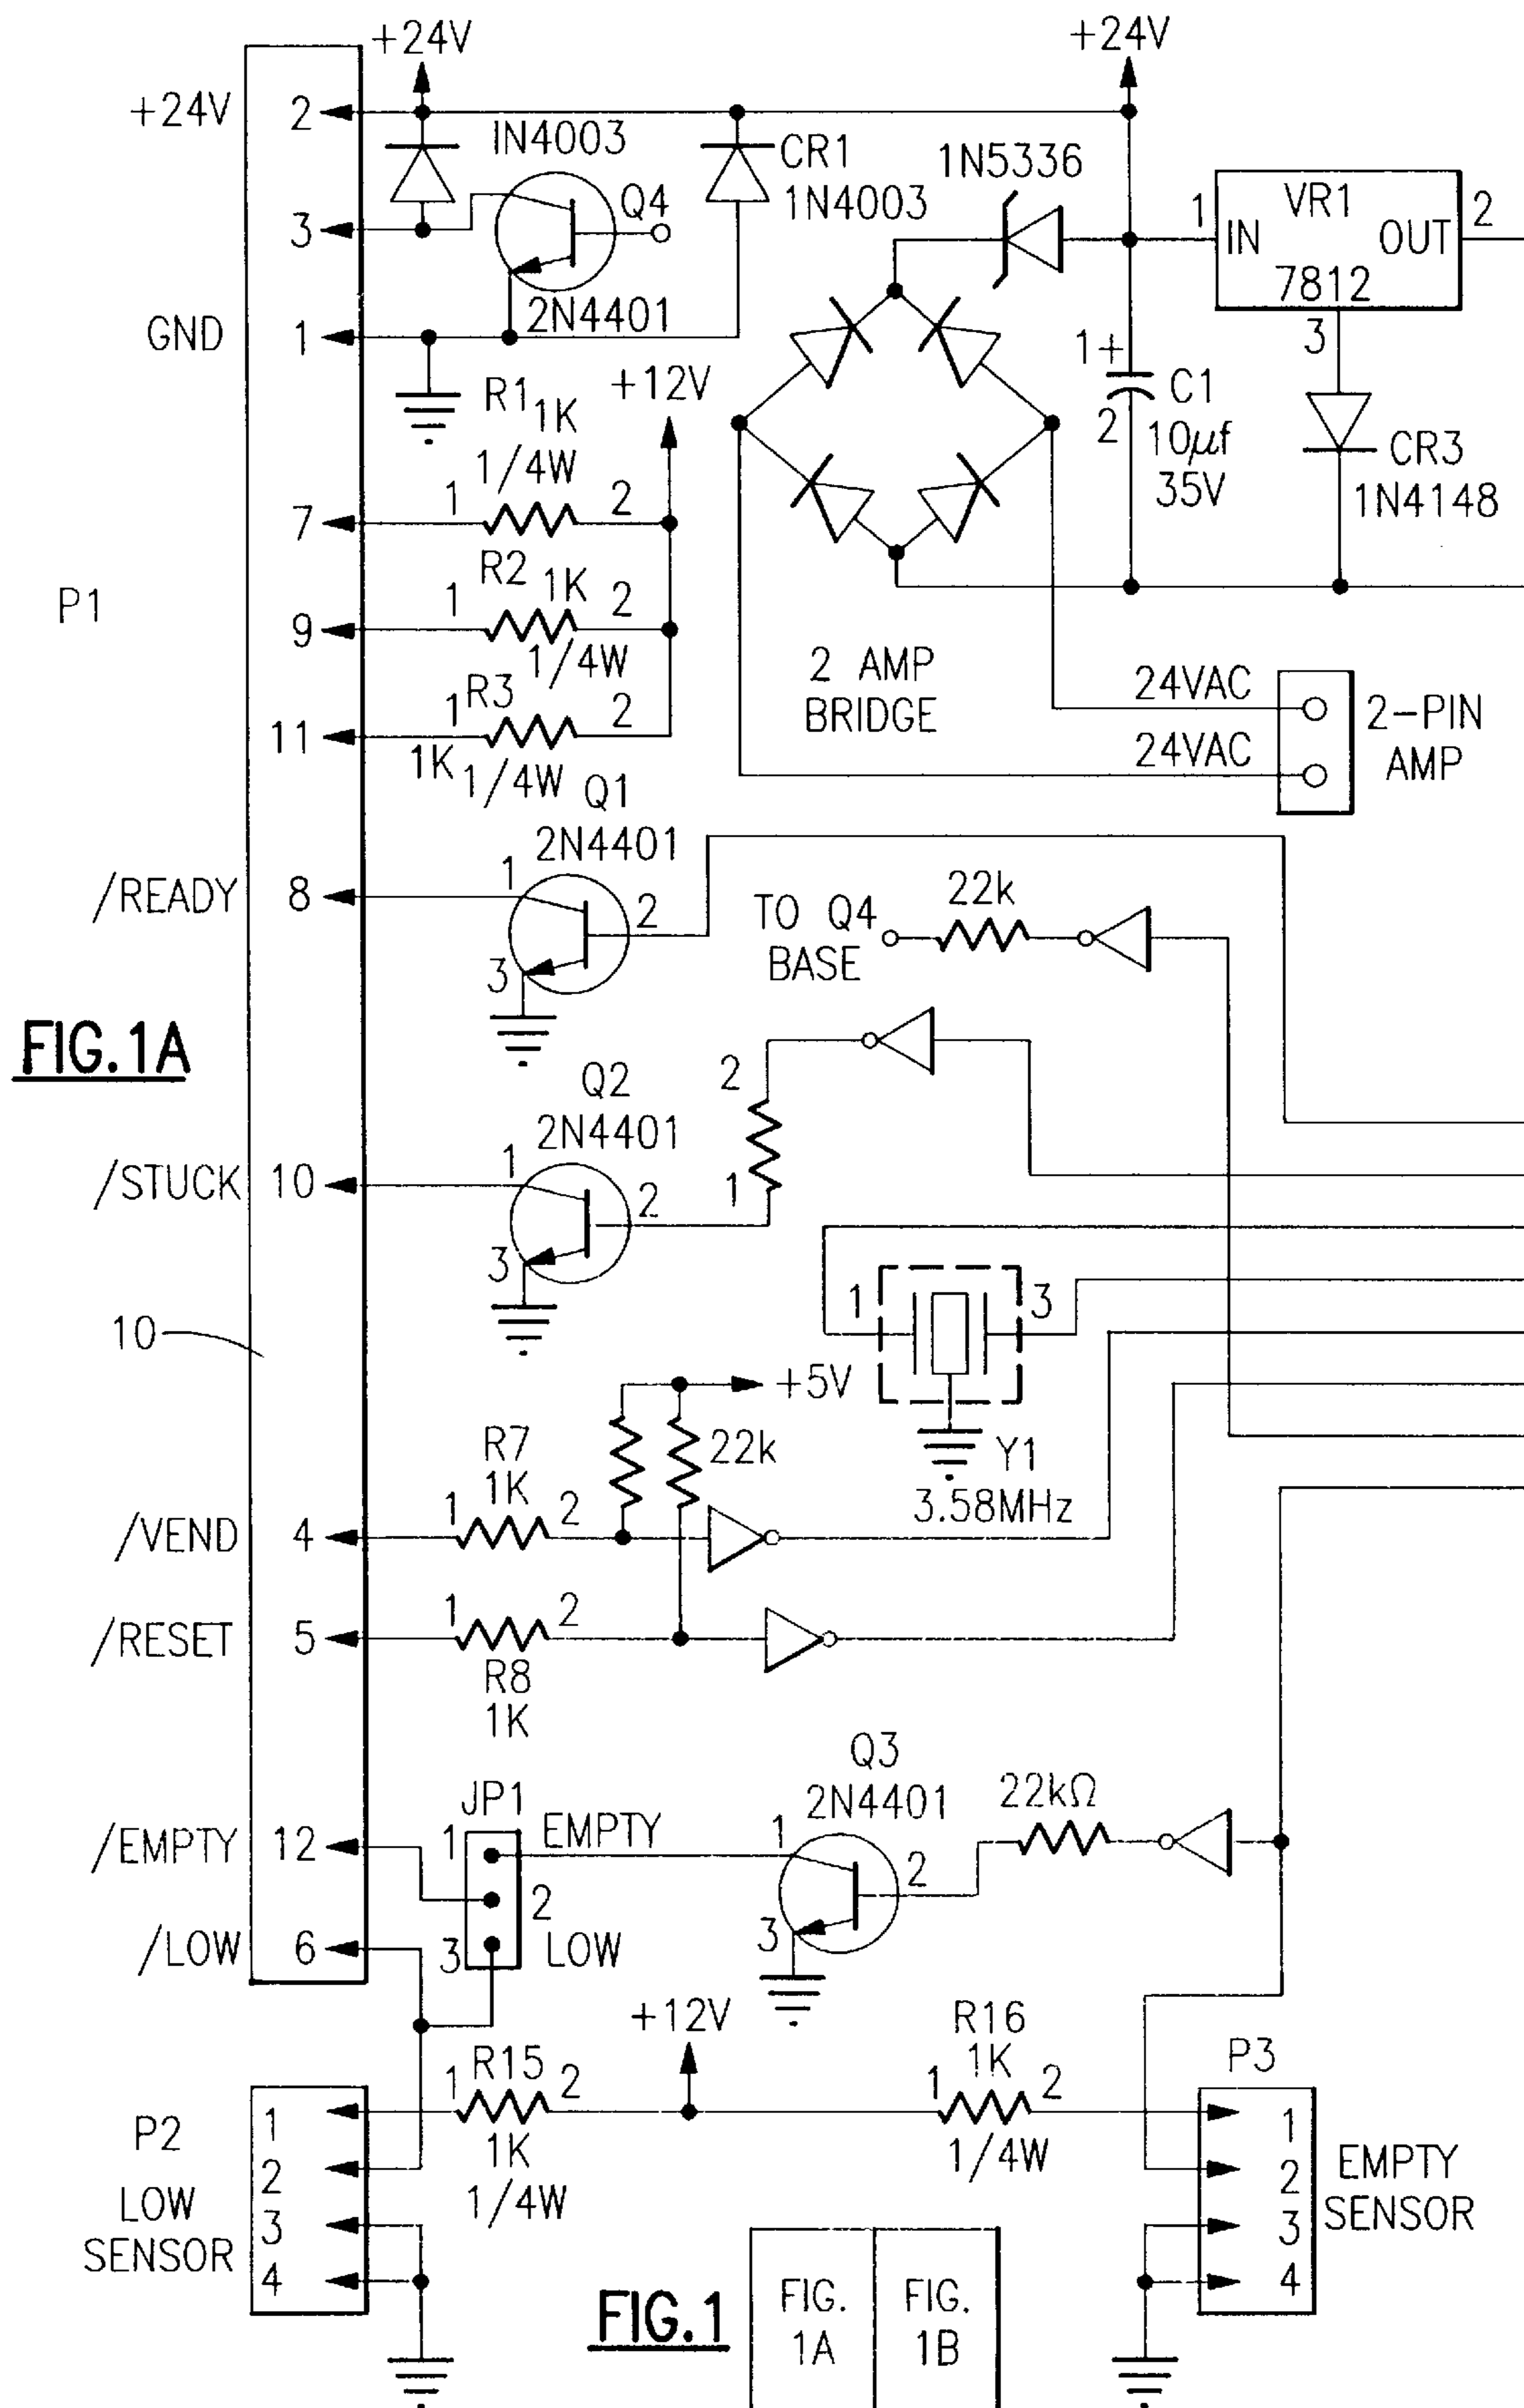 +24V
+24V
+24V
2
IN4003
CR1
1N4003
1N5336
Q4
3
2N4401
1
VR1
2
IN
OUT
7812
3
GND
1
R1
1K
1/4W
+12V
1+
C1
2
10µf
35V
CR3
1N4148
7
1
2
R2
1K
P1
9
1
2
1/4W
R3
11
1
2
1K
1/4W
2 AMP
BRIDGE
24VAC
24VAC
2-PIN
AMP
Q1
2N4401
/READY
8
1
2
3
TO Q4
BASE
22k
FIG.1A
Q2
2N4401
2
1
/STUCK
10
1
2
3
10
1
3
+5V
22k
Y1
3.58MHz
R7
1K
/VEND
4
1
2
/RESET
5
1
2
R8
1K
Q3
2N4401
22kΩ
JP1
/EMPTY
12
1
EMPTY
1
2
2
3
/LOW
6
3
LOW
+12V
R15
1
2
1K
1/4W
R16
1K
1
2
1/4W
P3
P2
LOW
SENSOR
1
2
3
4
1
2
3
4
EMPTY
SENSOR
FIG.1
FIG.
1A
FIG.
1B